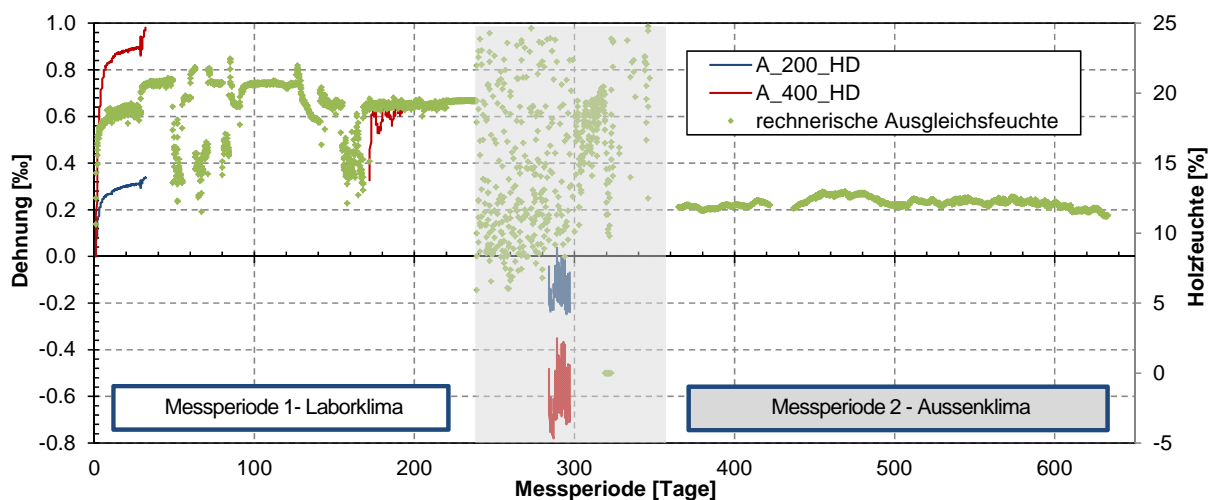 1.0
0.8
0.6
0.4
0.2
0.0
-0.2
-0.4
-0.6
-0.8
Dehnung [‰]
25
20
15
10
5
0
-5
Holzfeuchte [%]
A_200_HD
A_400_HD
rechnerische Ausgleichsfeuchte
Messperiode 1- Laborklima
Messperiode 2 - Aussenklima
0 100 200 300 400 500 600
Messperiode [Tage]